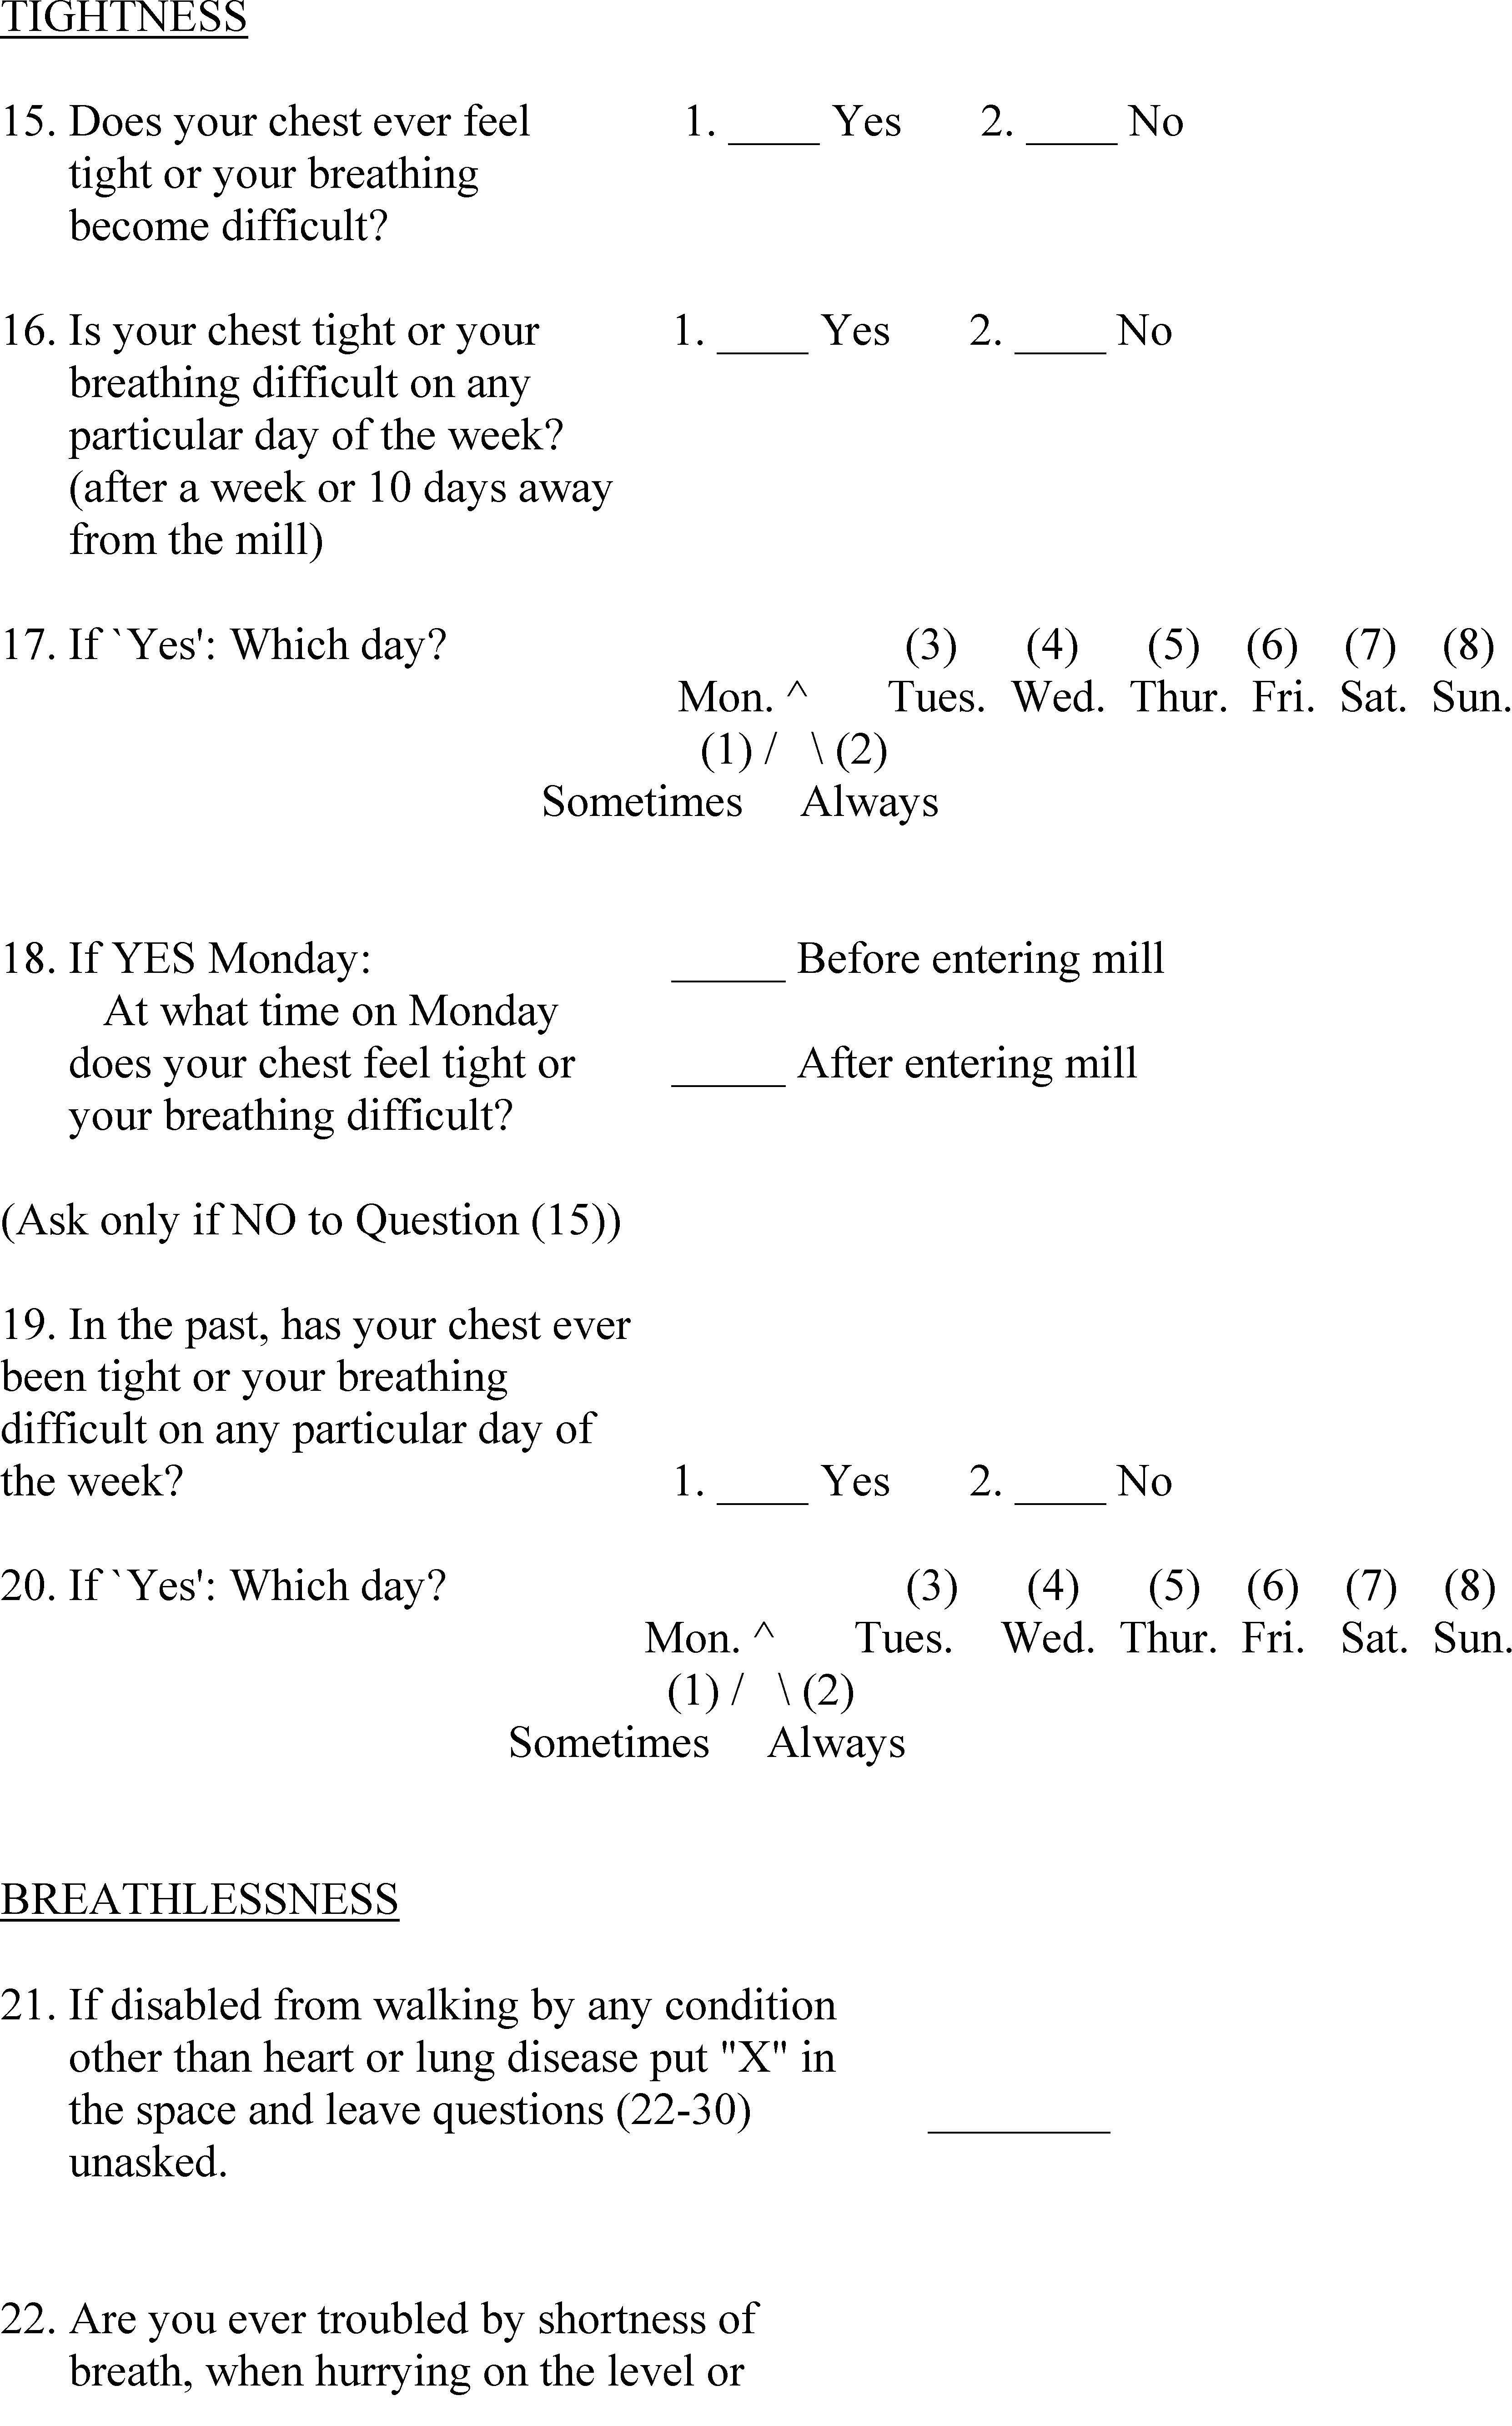 TIGHTNESS
15. Does your chest ever feel 1. ____ Yes 2. ____ No
tight or your breathing
become difficult?
16. Is your chest tight or your 1. ____ Yes 2. ____ No
breathing difficult on any
particular day of the week?
(after a week or 10 days away
from the mill)
17. If `Yes': Which day? (3) (4) (5) (6) (7) (8)
Mon. ^ Tues. Wed. Thur. Fri. Sat. Sun.
(1) / \ (2)
Sometimes Always
18. If YES Monday: _____ Before entering mill
At what time on Monday
does your chest feel tight or _____ After entering mill
your breathing difficult?
(Ask only if NO to Question (15))
19. In the past, has your chest ever
been tight or your breathing
difficult on any particular day of
the week? 1. ____ Yes 2. ____ No
20. If `Yes': Which day? (3) (4) (5) (6) (7) (8)
Mon. ^ Tues. Wed. Thur. Fri. Sat. Sun.
(1) / \ (2)
Sometimes Always
BREATHLESSNESS
21. If disabled from walking by any condition
other than heart or lung disease put "X" in
the space and leave questions (22-30) ________
unasked.
22. Are you ever troubled by shortness of
breath, when hurrying on the level or